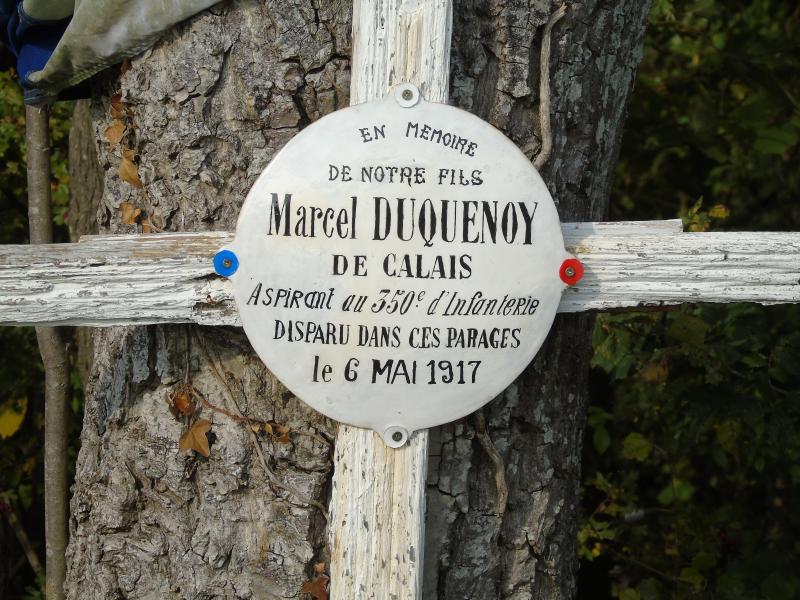 EN MEMOIRE
DE NOTRE FILS
Marcel DUQUENOY
DE CALAIS
Aspirant au 350e d'Infanterie
DISPARU DANS CES PARAGES
le 6 MAI 1917